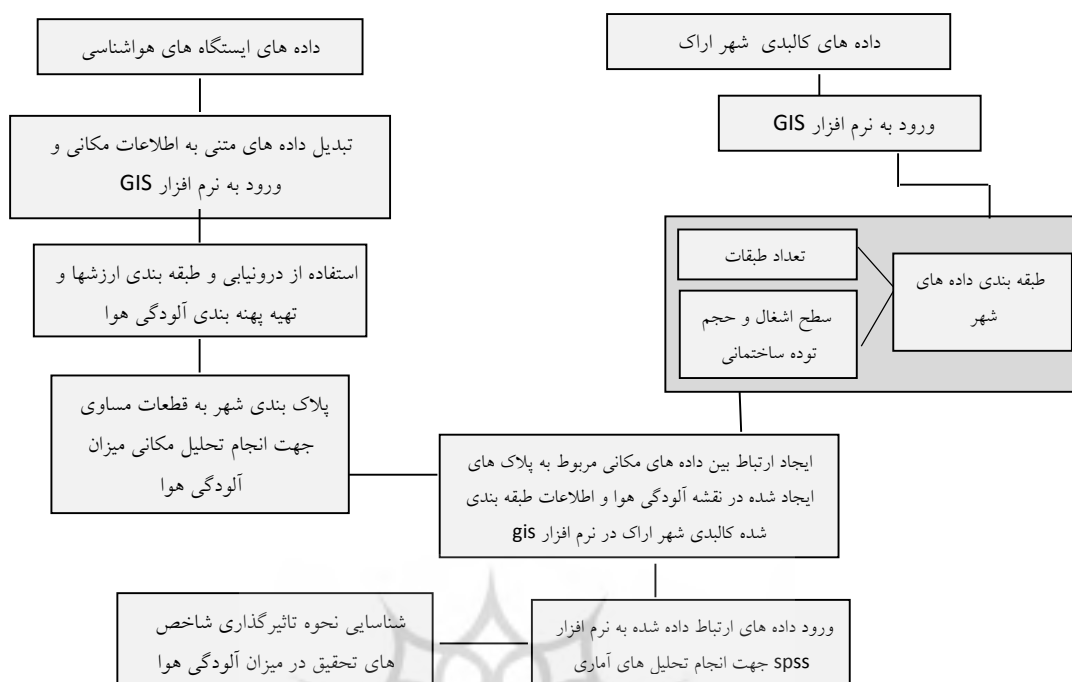 داده های کالبدی شهر اراک
ورود به نرم افزار GIS
طبقه بندی داده های
شهر
تعداد طبقات
سطح اشغال و حجم
توده ساختمانی
داده های ایستگاه های هواشناسی
تبدیل داده های متنی به اطلاعات مکانی و
ورود به نرم افزار GIS
استفاده از درونیابی و طبقه بندی ارزشها و
تهیه پهنه بندی آلودگی هوا
پلاک بندی شهر به قطعات مساوی
جهت انجام تحلیل مکانی میزان
آلودگی هوا
ایجاد ارتباط بین داده های مکانی مربوط به پلاک های
ایجاد شده در نقشه آلودگی هوا و اطلاعات طبقه بندی
شده کالبدی شهر اراک در نرم افزار gis
ورود داده های ارتباط داده شده به نرم افزار
spss جهت انجام تحلیل های آماری
شناسایی نحوه تاثیرگذاری شاخص
های تحقیق در میزان آلودگی هوا